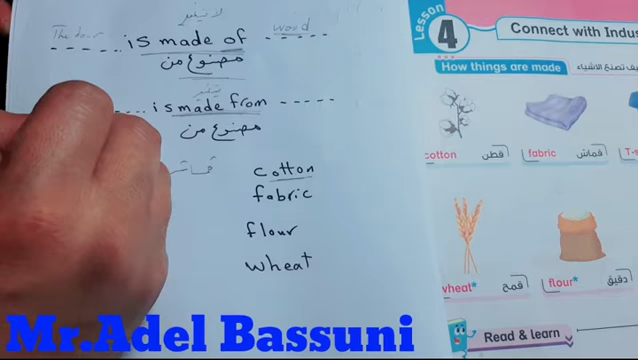 لا يتغير
The door is made of word
مصنوع من
يتغير
is made from
مصنوع من
cotton
fabric
flour
wheat
Lesson 4
Connect with Indus
How things are made
كيف تصنع الأشياء
cotton قطن
fabric قماش
T-s
wheat* قمح
flour* دقيق
Read & learn
Mr.Adel Bassuni